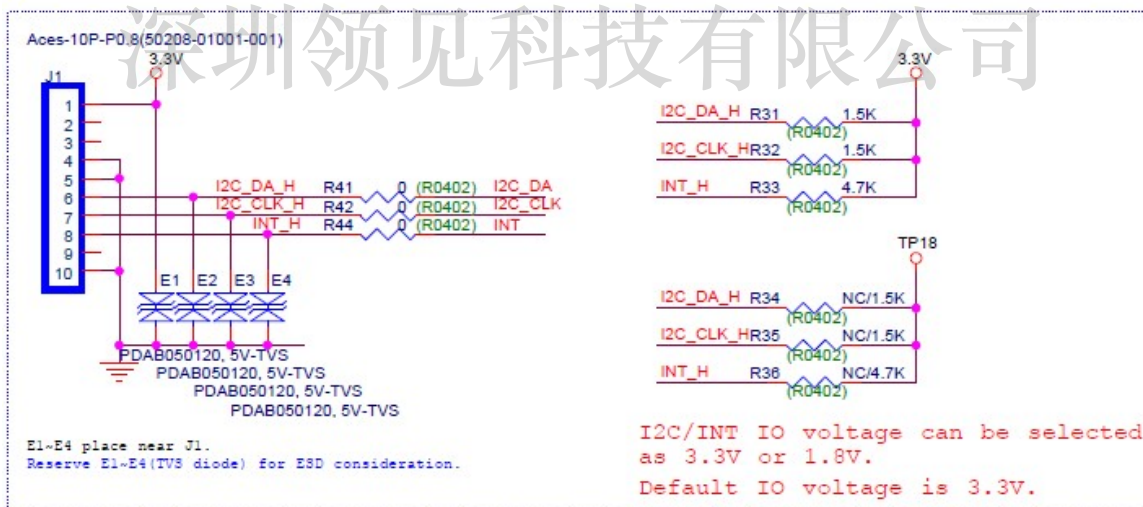 深圳领见科技有限公司
Aces-10P-P0.8(50208-01001-001)
3.3V
J1
1
2
3
4
5
6
7
8
9
10
I2C_DA_H R41 0 (R0402) I2C_DA
I2C_CLK_H R42 0 (R0402) I2C_CLK
INT_H R44 0 (R0402) INT
E1 E2 E3 E4
PDAB050120, 5V-TVS
PDAB050120, 5V-TVS
PDAB050120, 5V-TVS
PDAB050120, 5V-TVS
E1~E4 place near J1.
Reserve E1~E4(TVS diode) for ESD consideration.
3.3V
I2C_DA_H R31 1.5K
(R0402)
I2C_CLK_H R32 1.5K
(R0402)
INT_H R33 4.7K
(R0402)
TP18
I2C_DA_H R34 NC/1.5K
(R0402)
I2C_CLK_H R35 NC/1.5K
(R0402)
INT_H R36 NC/4.7K
(R0402)
I2C/INT IO voltage can be selected
as 3.3V or 1.8V.
Default IO voltage is 3.3V.